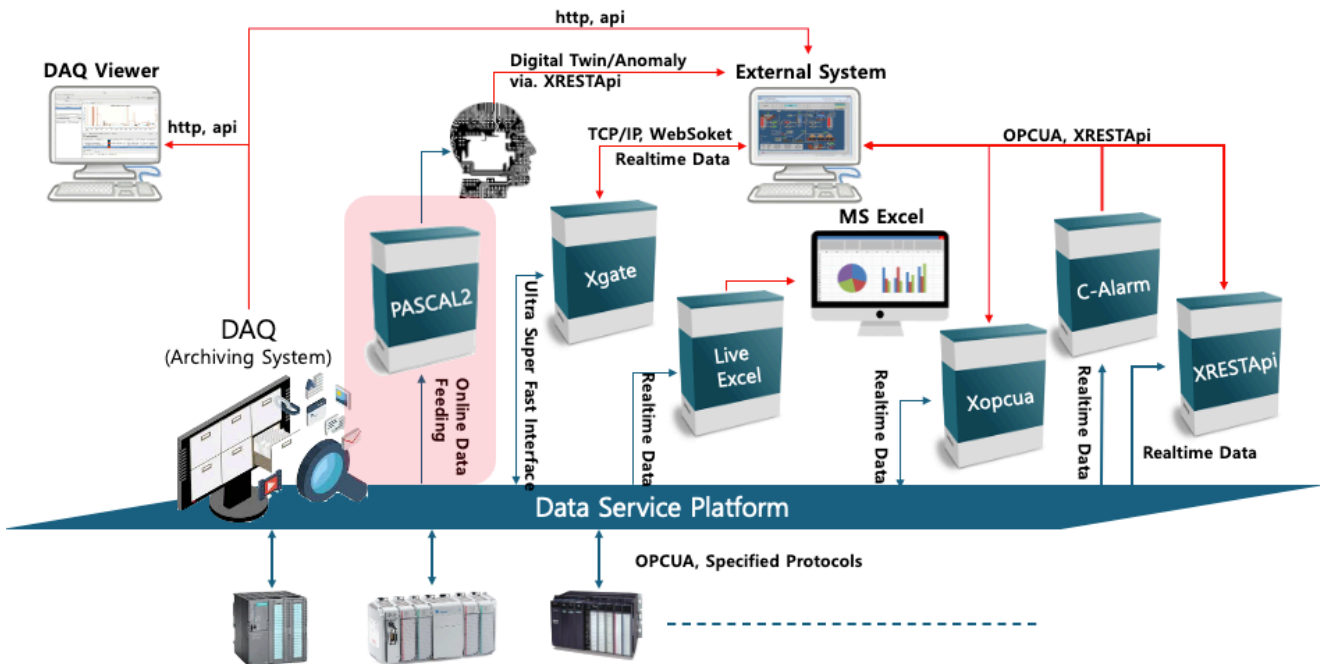 http, api
DAQ Viewer
Digital Twin/Anomaly
via. XRESTApi
External System
http, api
TCP/IP, WebSoket
Realtime Data
OPCUA, XRESTApi
MS Excel
PASCAL2
Xgate
C-Alarm
Live
Excel
Xopcua
XRESTApi
DAQ
(Archiving System)
Online Data
Feeding
Ultra Super Fast Interface
Realtime Data
Realtime Data
Realtime Data
Realtime Data
Data Service Platform
OPCUA, Specified Protocols